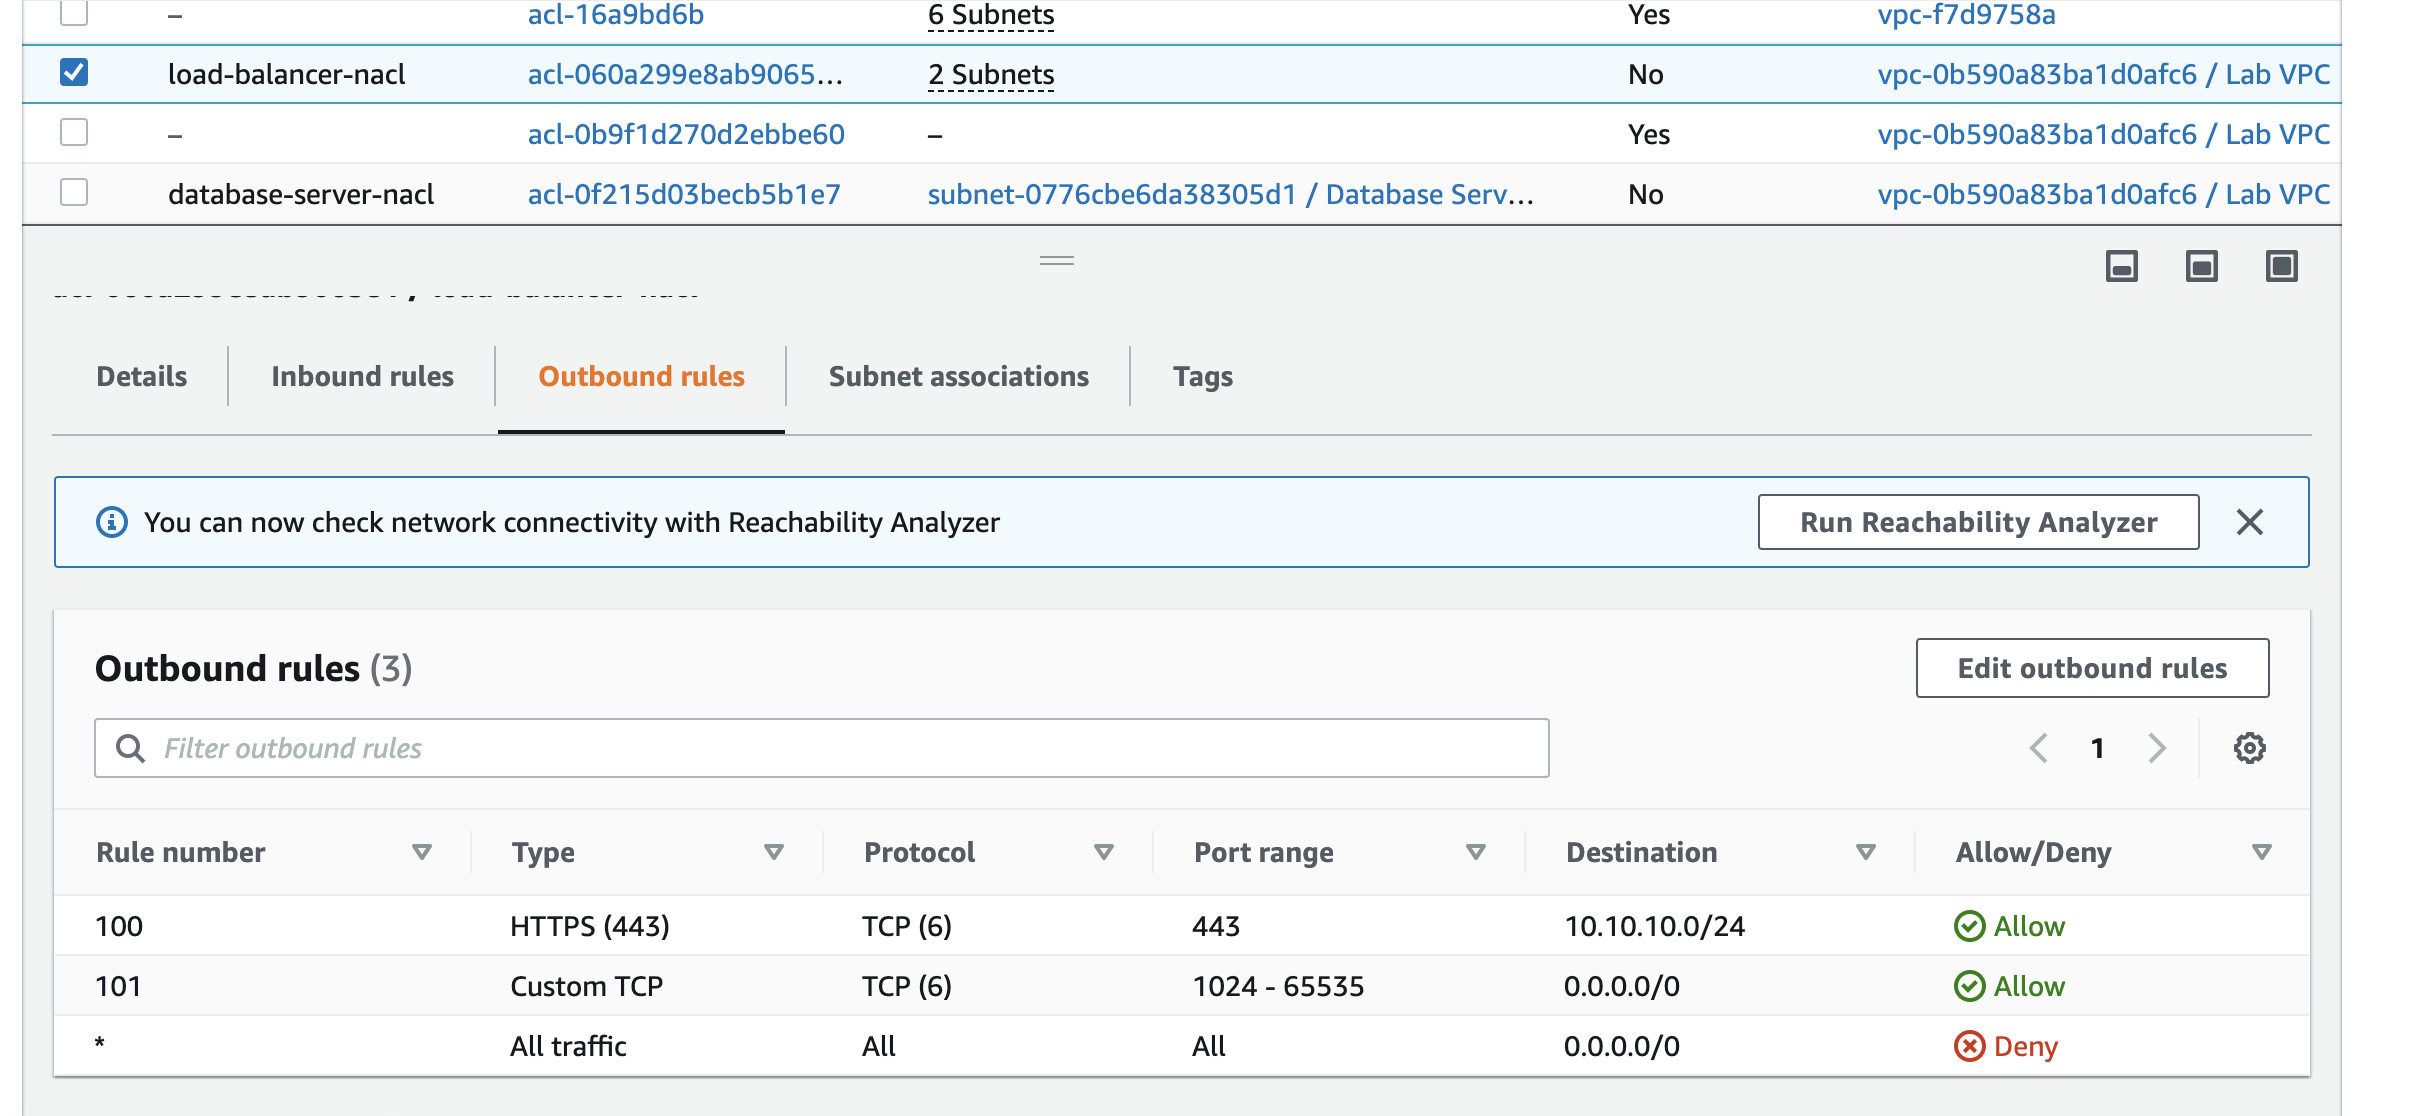 – acl-16a9bd6b 6 Subnets Yes vpc-f7d9758a
load-balancer-nacl acl-060a299e8ab9065... 2 Subnets No vpc-0b590a83ba1d0afc6 / Lab VPC
– acl-0b9f1d270d2ebbe60 – Yes vpc-0b590a83ba1d0afc6 / Lab VPC
database-server-nacl acl-0f215d03becb5b1e7 subnet-0776cbe6da38305d1 / Database Serv... No vpc-0b590a83ba1d0afc6 / Lab VPC
Details Inbound rules Outbound rules Subnet associations Tags
You can now check network connectivity with Reachability Analyzer Run Reachability Analyzer
Outbound rules (3) Edit outbound rules
Filter outbound rules 1
Rule number Type Protocol Port range Destination Allow/Deny
100 HTTPS (443) TCP (6) 443 10.10.10.0/24 Allow
101 Custom TCP TCP (6) 1024 - 65535 0.0.0.0/0 Allow
* All traffic All All 0.0.0.0/0 Deny